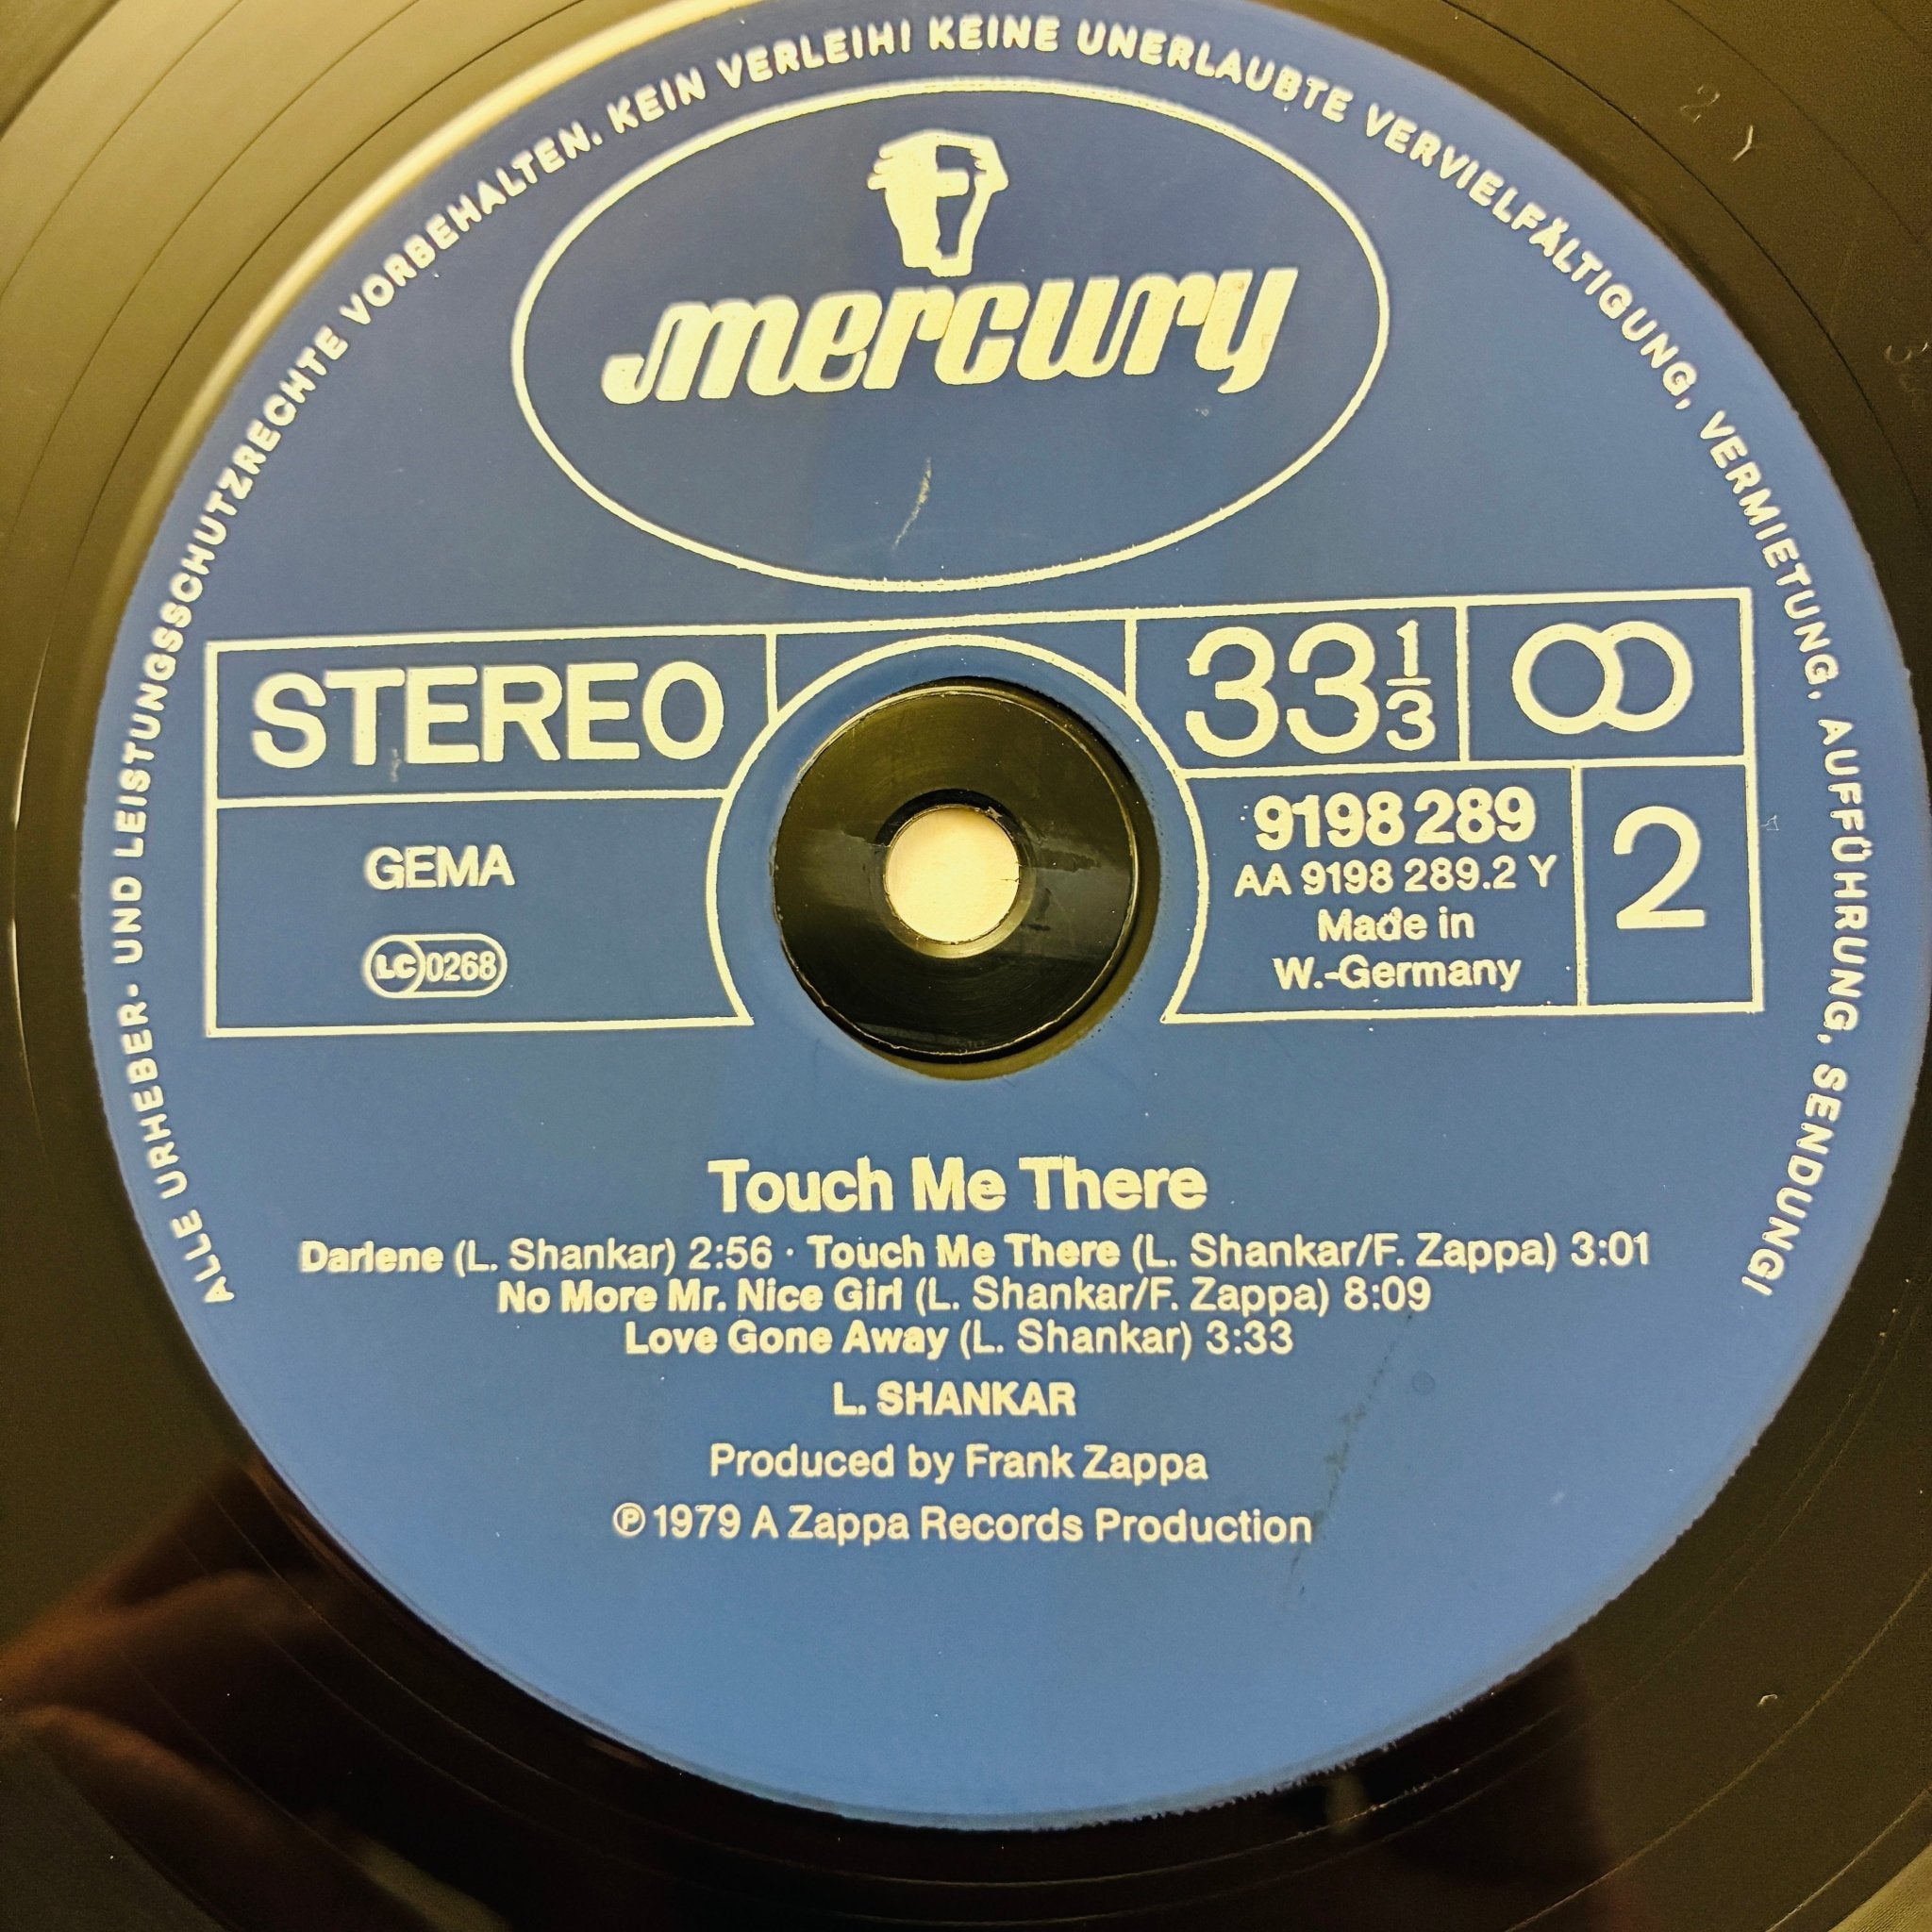 ALLE URHEBER- UND LEISTUNGSSCHUTZRECHTE VORBEHALTEN. KEIN VERLEIH! KEINE UNERLAUBTE VERVIELFÄLTIGUNG, VERMIETUNG, AUFFÜHRUNG, SENDUNG!
mercury
STEREO
33 1/3
GEMA
LC 0268
9198 289
AA 9198 289.2 Y
Made in
W.-Germany
2
Touch Me There
Darlene (L. Shankar) 2:56 · Touch Me There (L. Shankar/F. Zappa) 3:01
No More Mr. Nice Girl (L. Shankar/F. Zappa) 8:09
Love Gone Away (L. Shankar) 3:33
L. SHANKAR
Produced by Frank Zappa
℗ 1979 A Zappa Records Production
2 Y